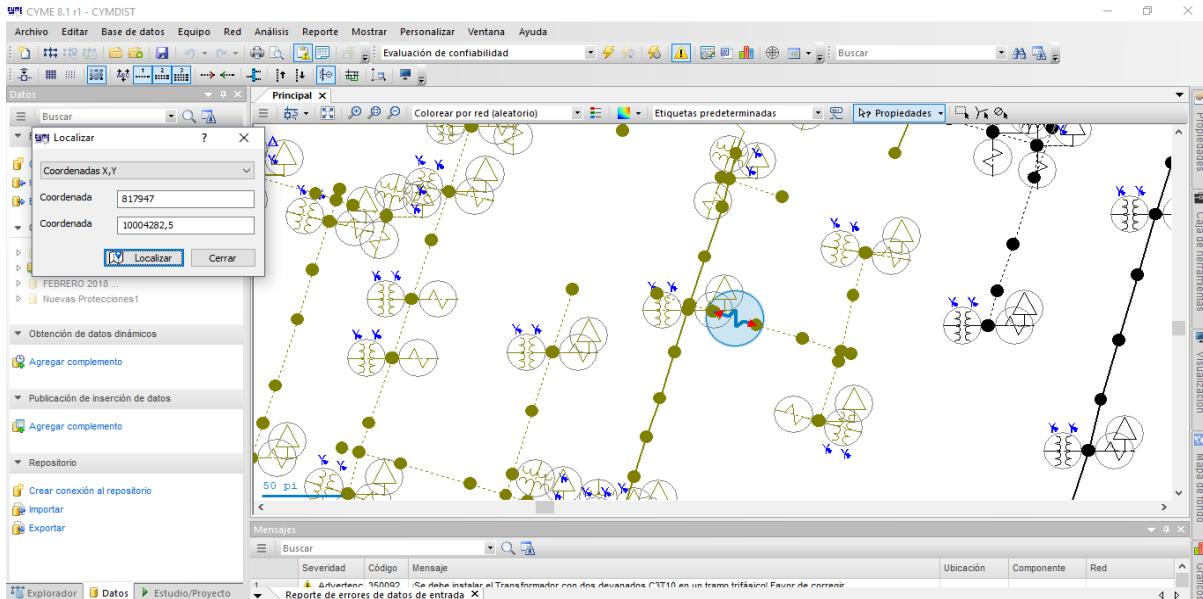 CYME 8.1 r1 - CYMDIST
Archivo Editar Base de datos Equipo Red Análisis Reporte Mostrar Personalizar Ventana Ayuda
Evaluación de confiabilidad
Buscar
Datos
Principal X
Buscar
Colorear por red (aleatorio)
Etiquetas predeterminadas
Propiedades
Localizar
Coordenadas X,Y
Coordenada 817947
Coordenada 10004282,5
Localizar Cerrar
FEBRERO 2018 ...
Nuevas Protecciones1
Obtención de datos dinámicos
Agregar complemento
Publicación de inserción de datos
Agregar complemento
Repositorio
Crear conexión al repositorio
Importar
Exportar
Explorador Datos Estudio/Proyecto
50 pi
Mensajes
Buscar
Severidad Código Mensaje Ubicación Componente Red
1 Advertenc 350092 ¡Se debe instalar el Transformador con dos devanados C3T10 en un tramo trifásico! Favor de corregir
Reporte de errores de datos de entrada X
Propiedades
Caja de herramientas
Visualización
Mapa de fondo